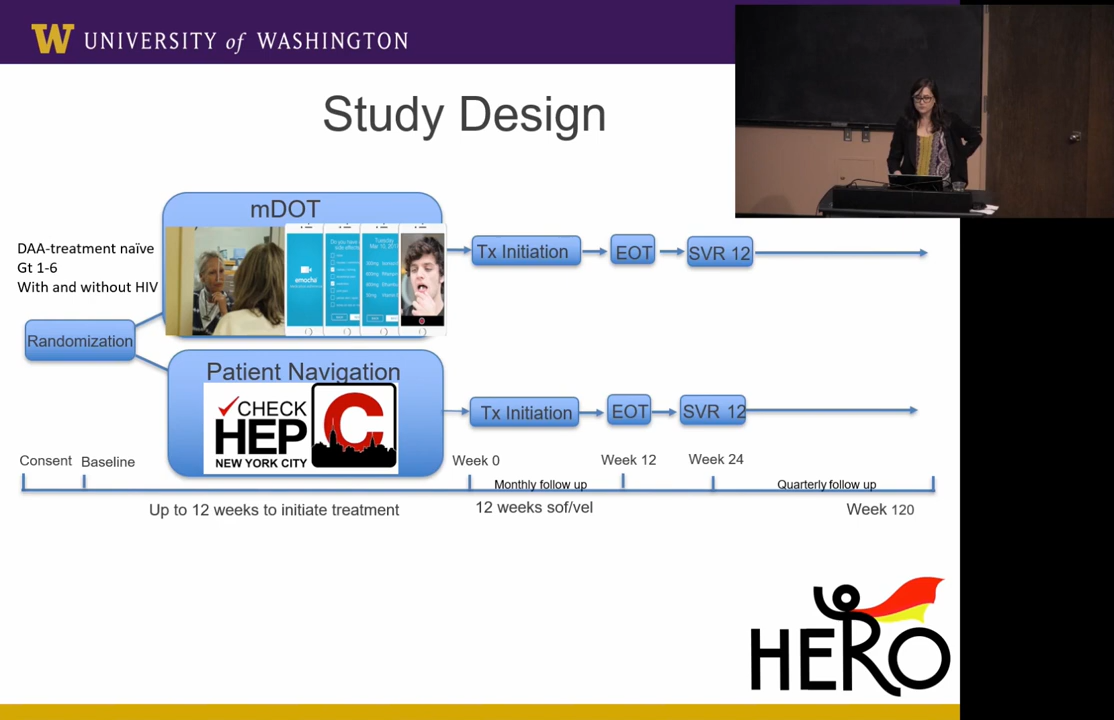 W UNIVERSITY of WASHINGTON
Study Design
mDOT
DAA-treatment naïve
Gt 1-6
With and without HIV
emocha
Tx Initiation
EOT
SVR 12
Randomization
Patient Navigation
CHECK
HEP
NEW YORK CITY
C
Tx Initiation
EOT
SVR 12
Consent
Baseline
Week 0
Week 12
Week 24
Monthly follow up
Quarterly follow up
Up to 12 weeks to initiate treatment
12 weeks sof/vel
Week 120
HERO